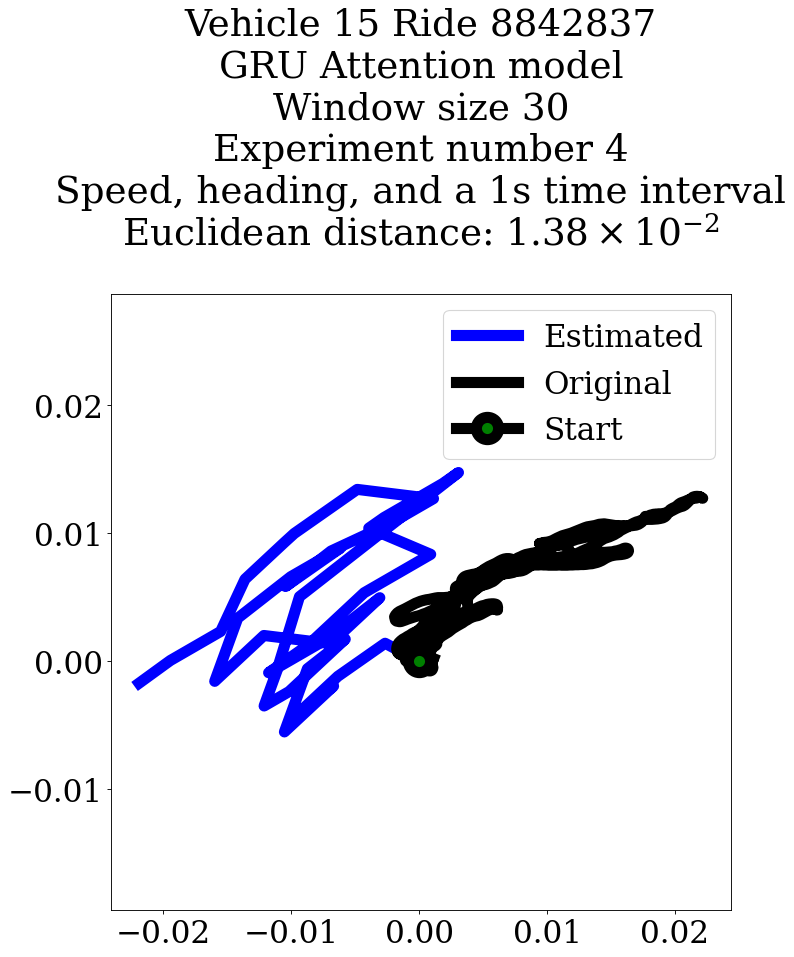 Vehicle 15 Ride 8842837
GRU Attention model
Window size 30
Experiment number 4
Speed, heading, and a 1s time interval
Euclidean distance: 1.38 × 10⁻²
Estimated
Original
Start
0.02
0.01
0.00
−0.01
−0.02
−0.01
0.00
0.01
0.02